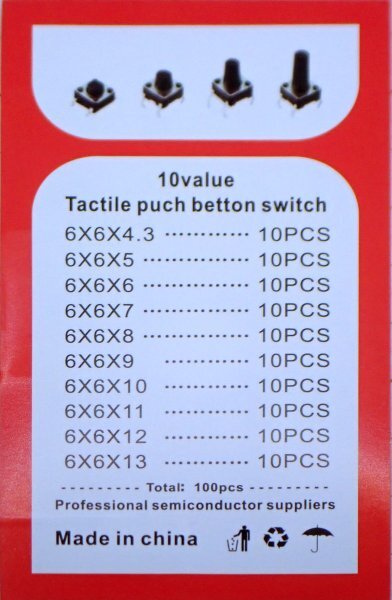 10value
Tactile puch betton switch
6X6X4.3 ············ 10PCS
6X6X5 ············ 10PCS
6X6X6 ············ 10PCS
6X6X7 ············ 10PCS
6X6X8 ············ 10PCS
6X6X9 ············ 10PCS
6X6X10 ············ 10PCS
6X6X11 ············ 10PCS
6X6X12 ············ 10PCS
6X6X13 ············ 10PCS
---------- Total: 100pcs ----------
Professional semiconductor suppliers
Made in china